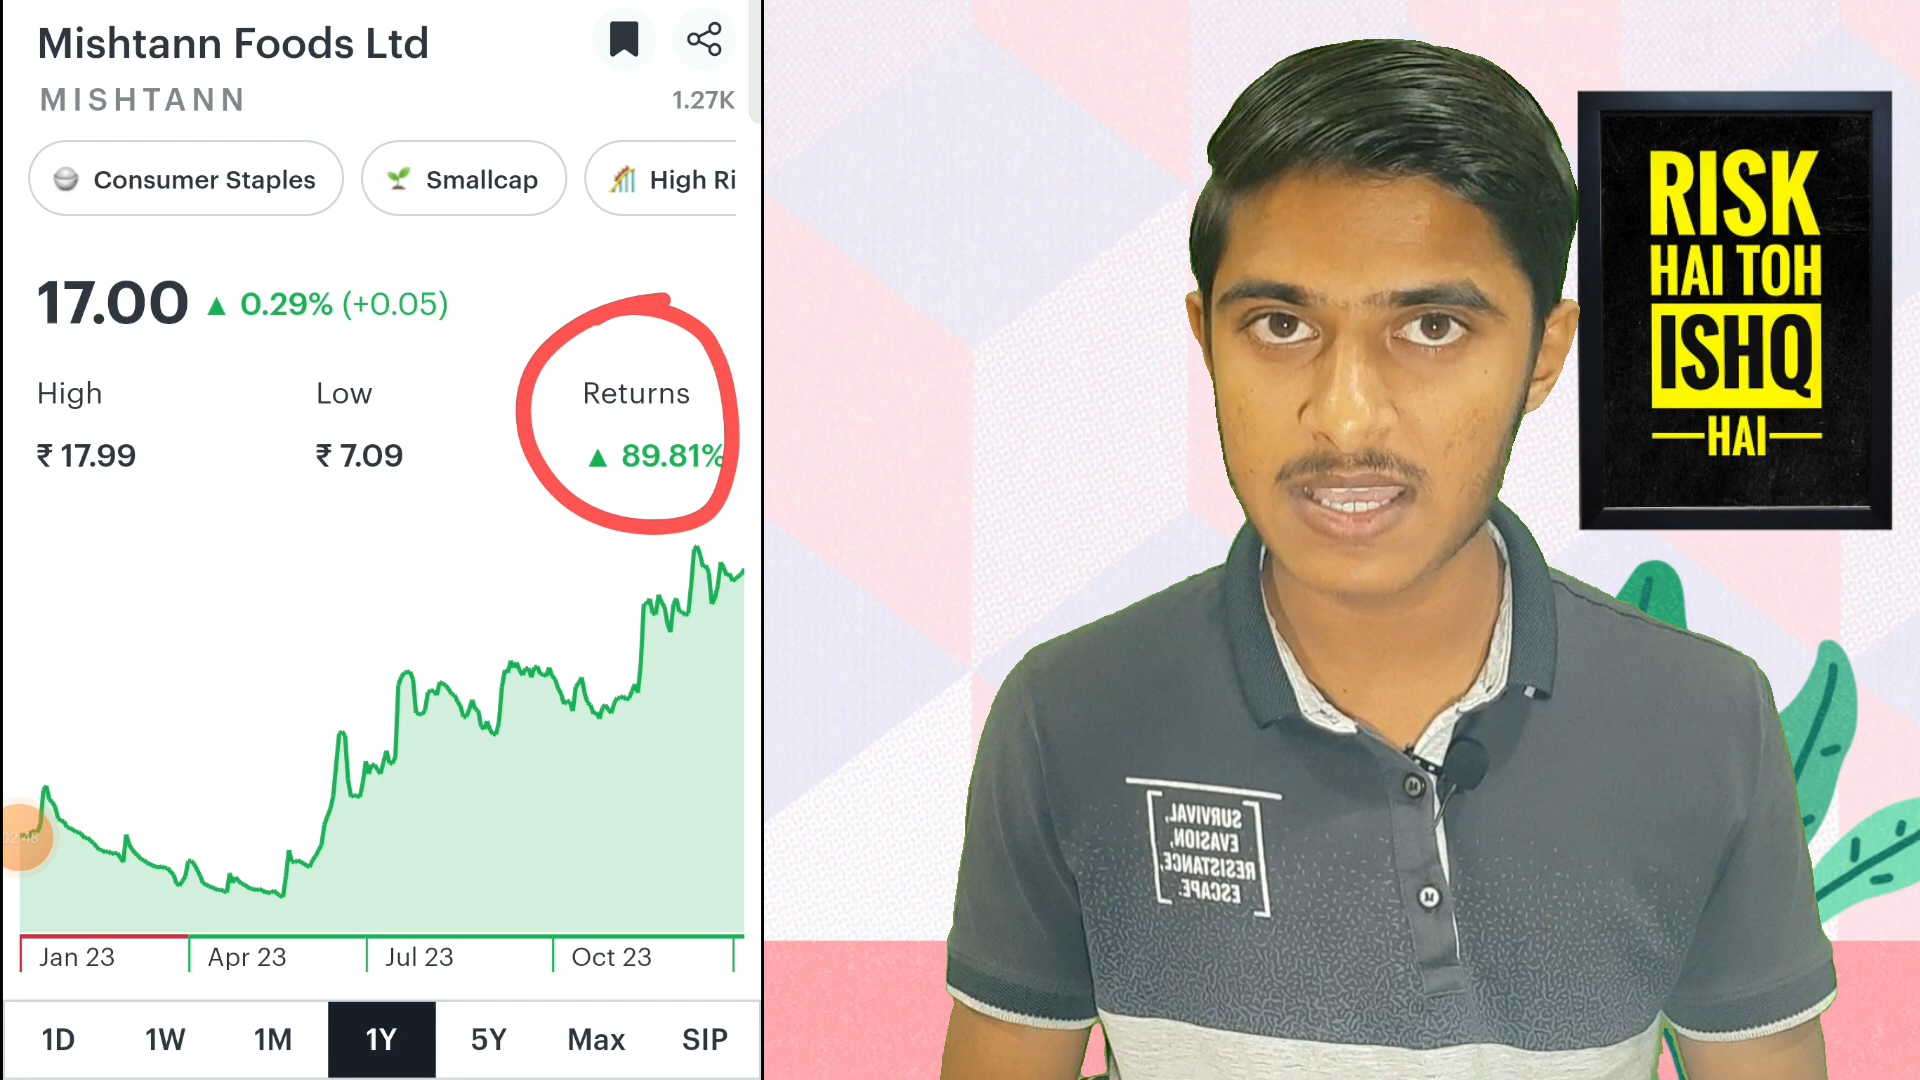 Mishtann Foods Ltd
MISHTANN
1.27K
Consumer Staples
Smallcap
High Ri
17.00 ▲ 0.29% (+0.05)
High
Low
Returns
₹ 17.99
₹ 7.09
▲ 89.81%
02:48
Jan 23
Apr 23
Jul 23
Oct 23
1D
1W
1M
1Y
5Y
Max
SIP
RISK
HAI TOH
ISHQ
HAI
SURVIVAL,
EVASION,
RESISTANCE,
ESCAPE.